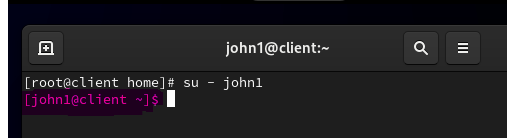 john1@client:~
[root@client home]# su - john1
[john1@client ~]$